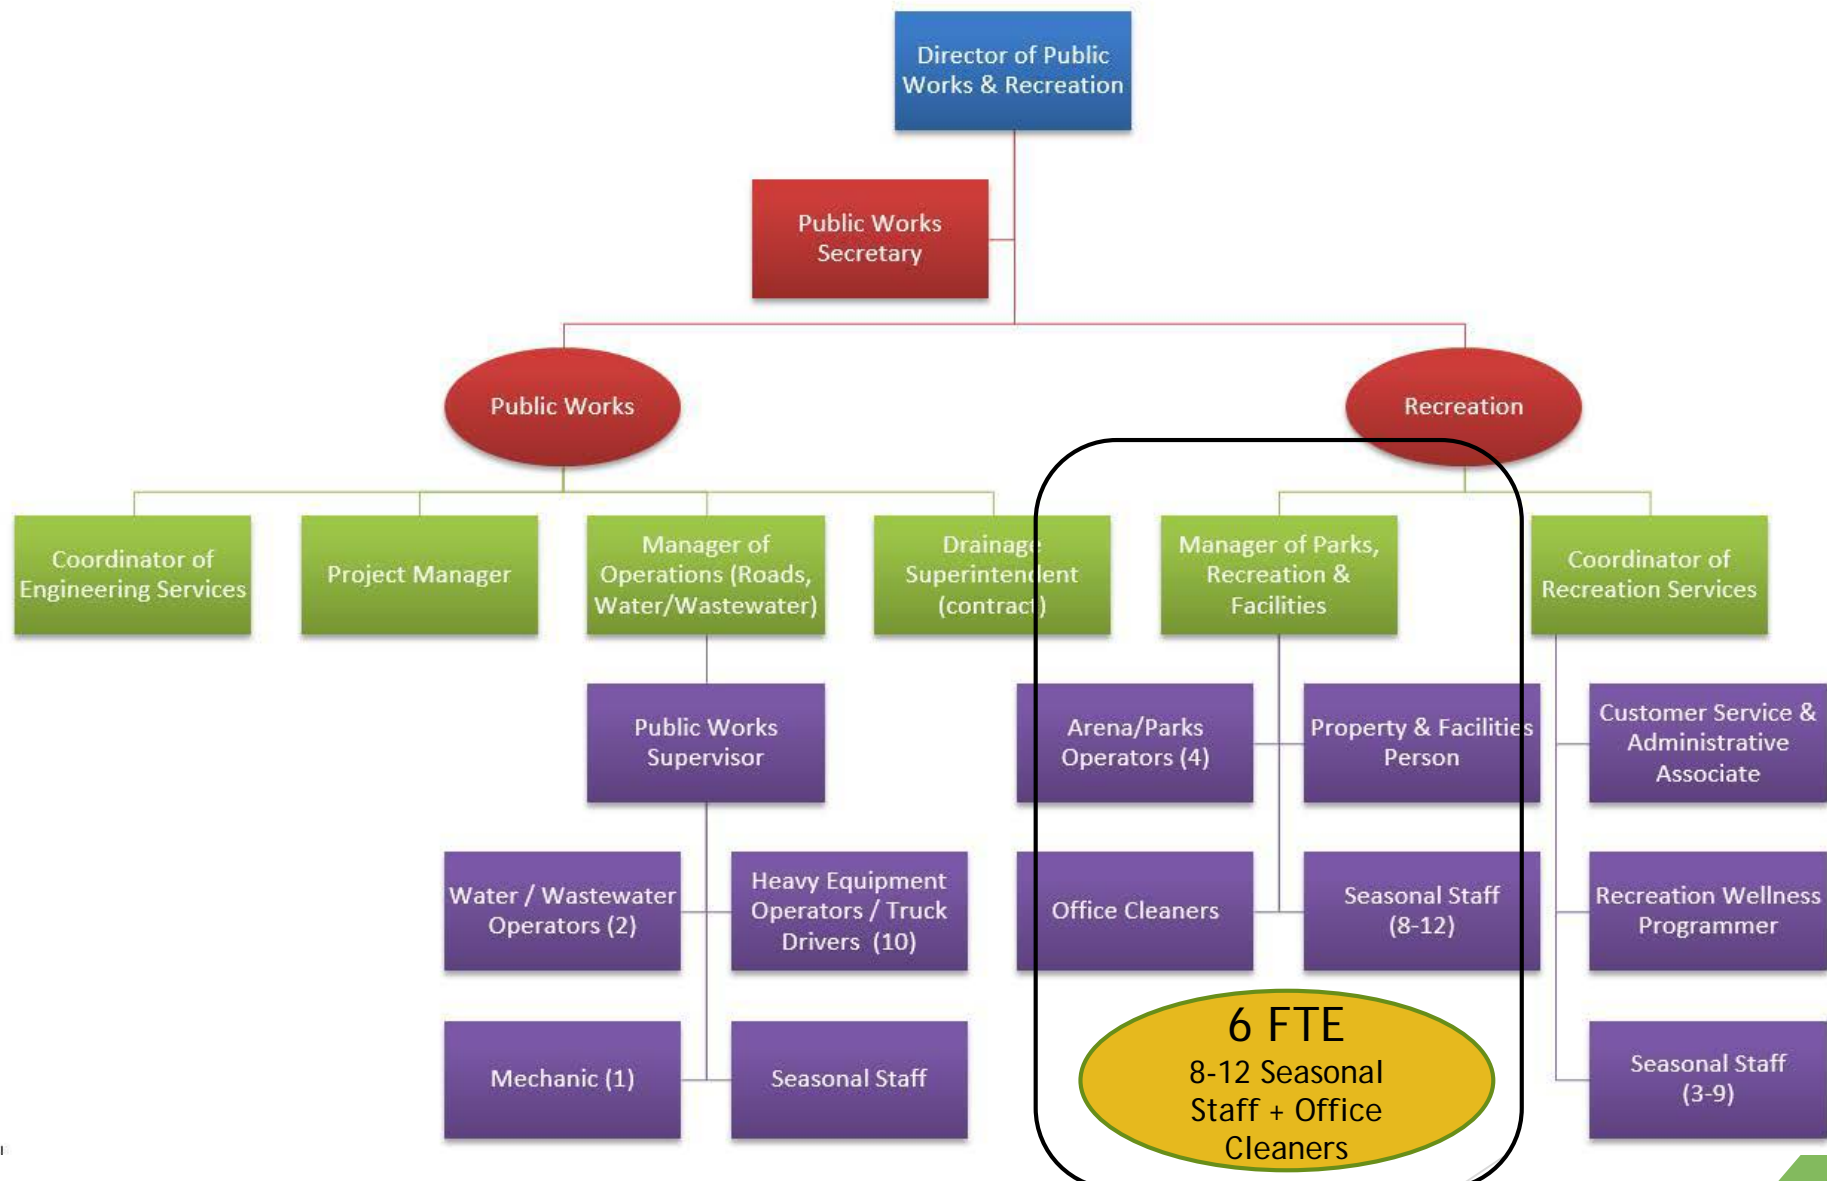 Director of Public
Works & Recreation
Public Works
Secretary
Public Works
Recreation
Coordinator of
Engineering Services
Project Manager
Manager of
Operations (Roads,
Water/Wastewater)
Drainage
Superintendent
(contract)
Manager of Parks,
Recreation &
Facilities
Coordinator of
Recreation Services
Public Works
Supervisor
Arena/Parks
Operators (4)
Property & Facilities
Person
Customer Service &
Administrative
Associate
Water / Wastewater
Operators (2)
Heavy Equipment
Operators / Truck
Drivers (10)
Office Cleaners
Seasonal Staff
(8-12)
Recreation Wellness
Programmer
Mechanic (1)
Seasonal Staff
6 FTE
8-12 Seasonal
Staff + Office
Cleaners
Seasonal Staff
(3-9)